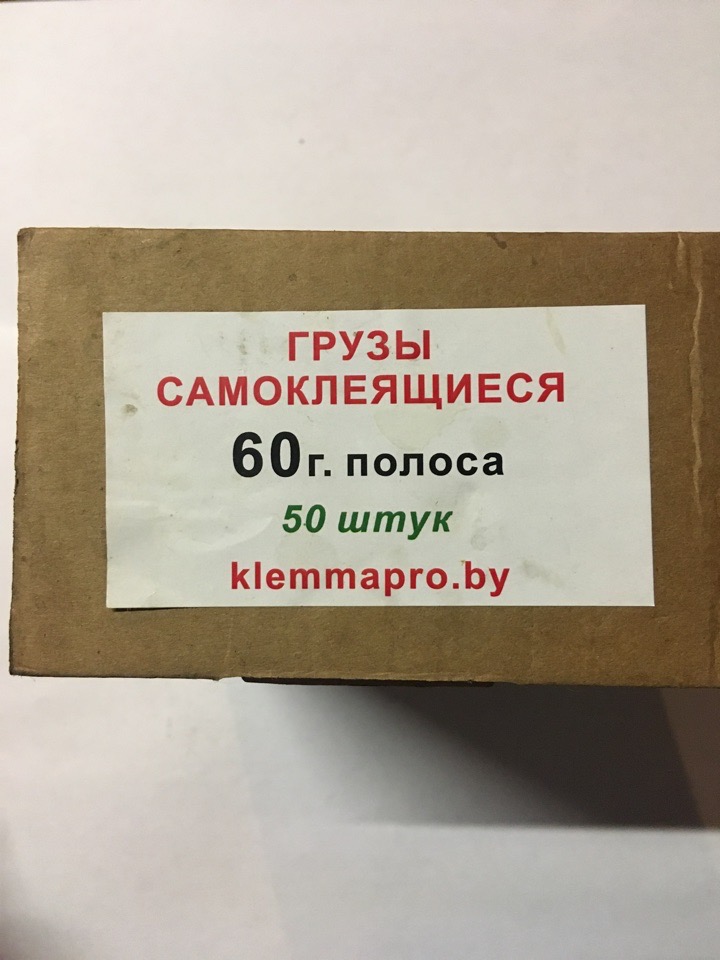 ГРУЗЫ
САМОКЛЕЯЩИЕСЯ
60г. полоса
50 штук
klemmapro.by